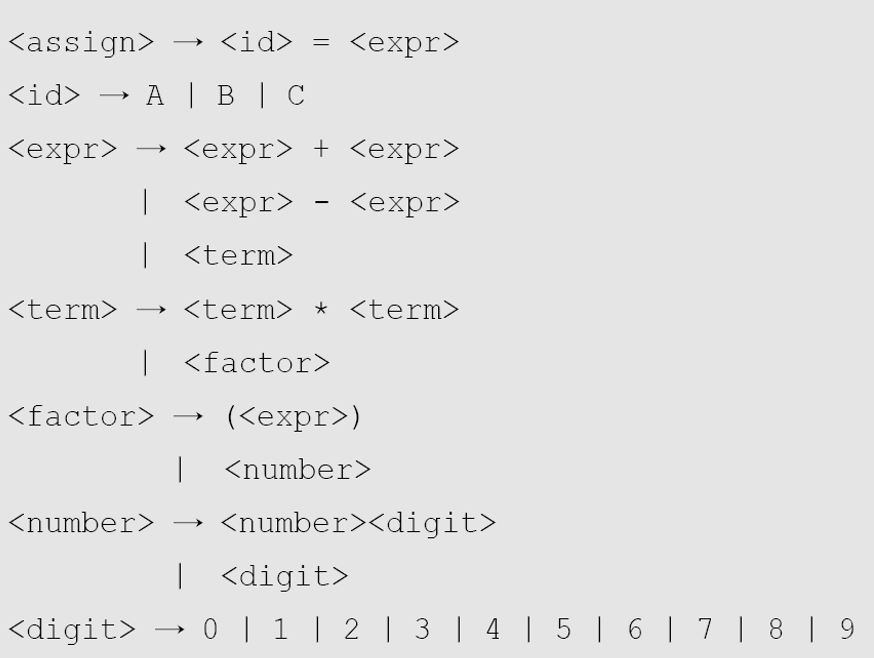 <assign> → <id> = <expr>
<id> → A | B | C
<expr> → <expr> + <expr>
| <expr> - <expr>
| <term>
<term> → <term> * <term>
| <factor>
<factor> → (<expr>)
| <number>
<number> → <number><digit>
| <digit>
<digit> → 0 | 1 | 2 | 3 | 4 | 5 | 6 | 7 | 8 | 9